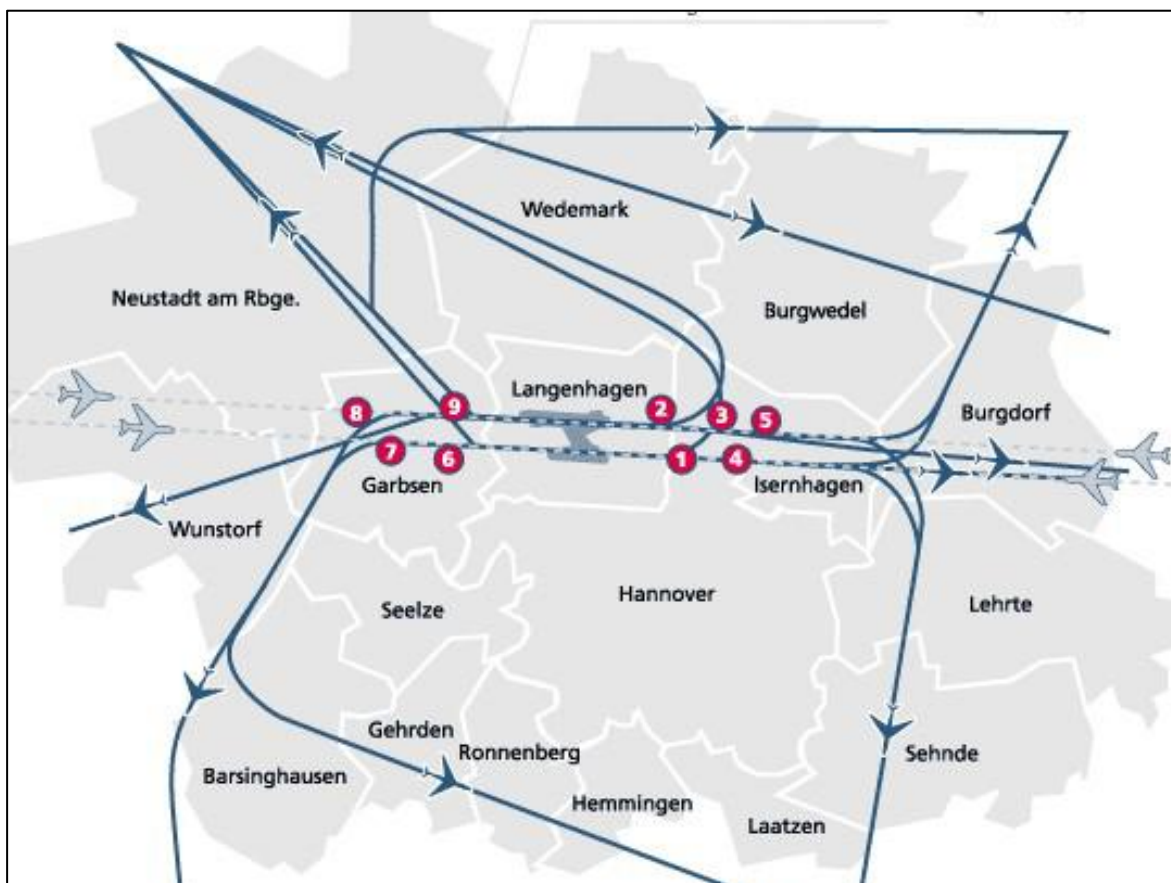 Wedemark
Neustadt am Rbge.
Burgwedel
Langenhagen
8
9
2
3
5
Burgdorf
7
6
1
4
Garbsen
Isernhagen
Wunstorf
Hannover
Seelze
Lehrte
Gehrden
Ronnenberg
Sehnde
Barsinghausen
Hemmingen
Laatzen